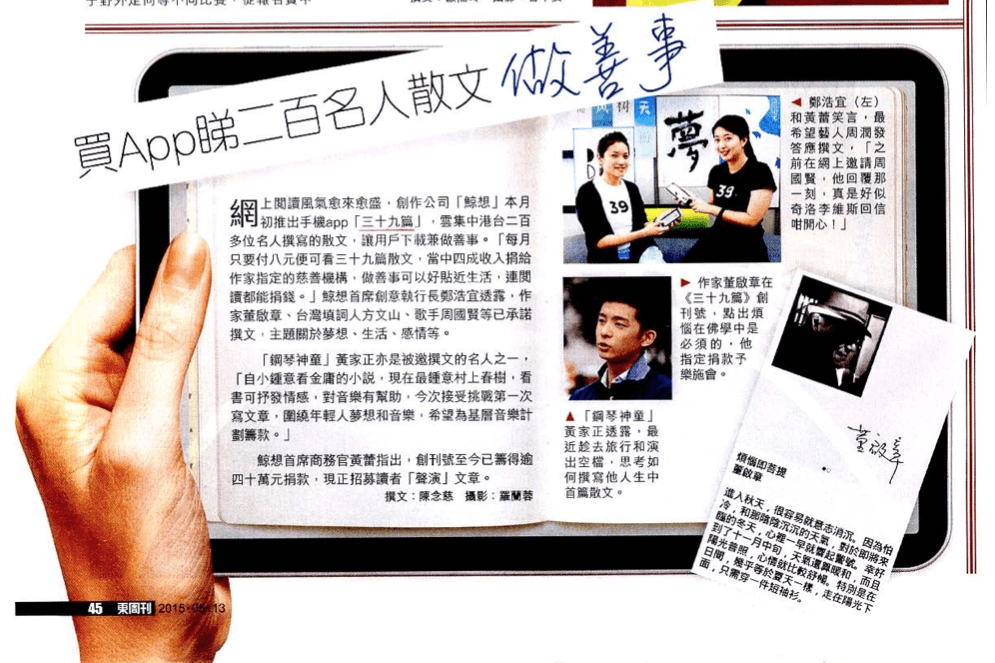 買App睇二百名人散文 做善事
網上閱讀風氣愈來愈盛，創作公司「鯨想」本月
初推出手機app「三十九篇」，雲集中港台二百
多位名人撰寫的散文，讓用戶下載兼做善事。「每月
只要付八元便可看三十九篇散文，當中四成收入捐給
作家指定的慈善機構，做善事可以好貼近生活，連閱
讀都能捐錢。」鯨想首席創意執行長鄭浩宜透露，作
家董啟章、台灣填詞人方文山、歌手周國賢等已承諾
撰文，主題關於夢想、生活、感情等。
「鋼琴神童」黃家正亦是被邀撰文的名人之一，
「自小鍾意看金庸的小說，現在最鍾意村上春樹，看
書可抒發情感，對音樂有幫助，今次接受挑戰第一次
寫文章，圍繞年輕人夢想和音樂，希望為基層音樂計
劃籌款。」
鯨想首席商務官黃蕾指出，創刊號至今已籌得逾
四十萬元捐款，現正招募讀者「聲演」文章。
撰文：陳念慈 攝影：羅蘭蓉
夢
天
39
39
◀ 鄭浩宜（左）
和黃蕾笑言，最
希望藝人周潤發
答應撰文，「之
前在網上邀請周
國賢，他回覆那
一刻，真是好似
奇洛李維斯回信
咁開心！」
▶ 作家董啟章在
《三十九篇》創
刊號，點出煩
惱在佛學中是
必須的，他
指定捐款予
樂施會。
▲「鋼琴神童」
黃家正透露，最
近趁去旅行和演
出空檔，思考如
何撰寫他人生中
首篇散文。
董啟章
煩惱即菩提
董啟章
進入秋天，很容易就意志消沉。因為怕
冷，和那陰陰沉沉的天氣，對於即將來
臨的冬天，心裡一早就響起警號。幸好
到了十一月中旬，天氣還算暖和，而且
陽光普照，心情就比較舒暢。特別是在
日間，幾乎等於夏天一樣，走在陽光下
面，只需穿一件短袖衫。
45 東周刊 2015-05-13